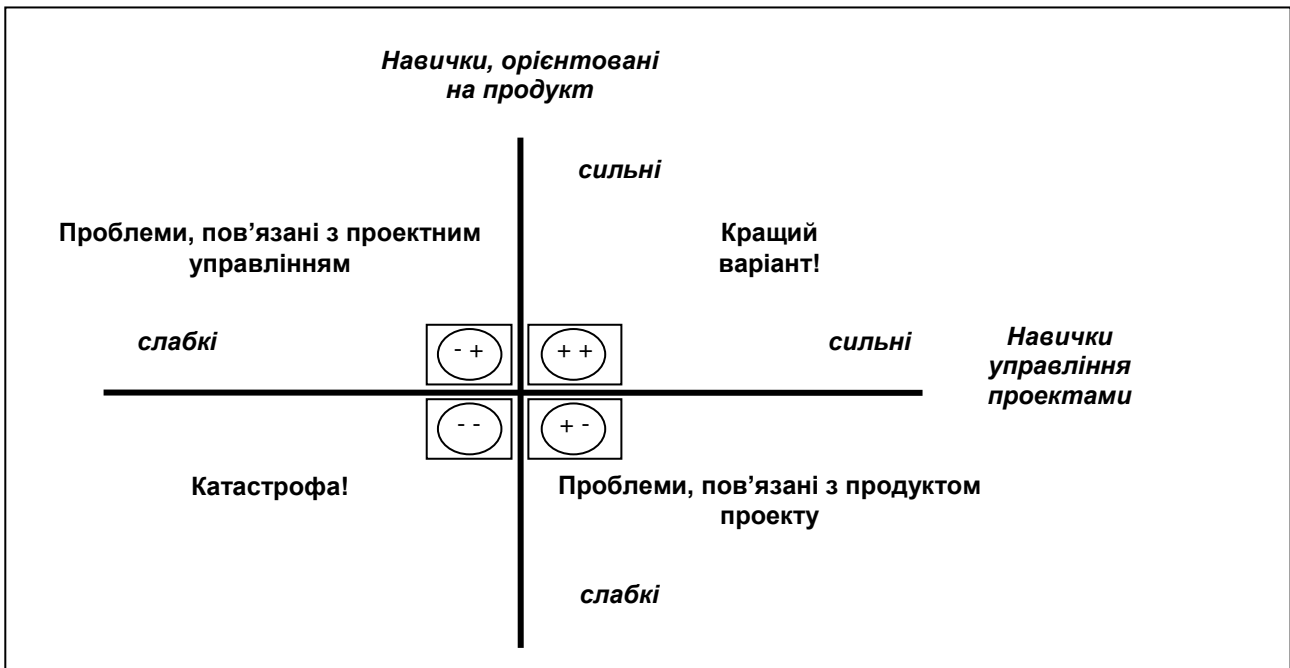 Навички, орієнтовані
на продукт
сильні
Проблеми, пов’язані з проектним
управлінням
Кращий
варіант!
слабкі
- +
+ +
сильні
Навички
управління
проектами
- -
+ -
Катастрофа!
Проблеми, пов’язані з продуктом
проекту
слабкі